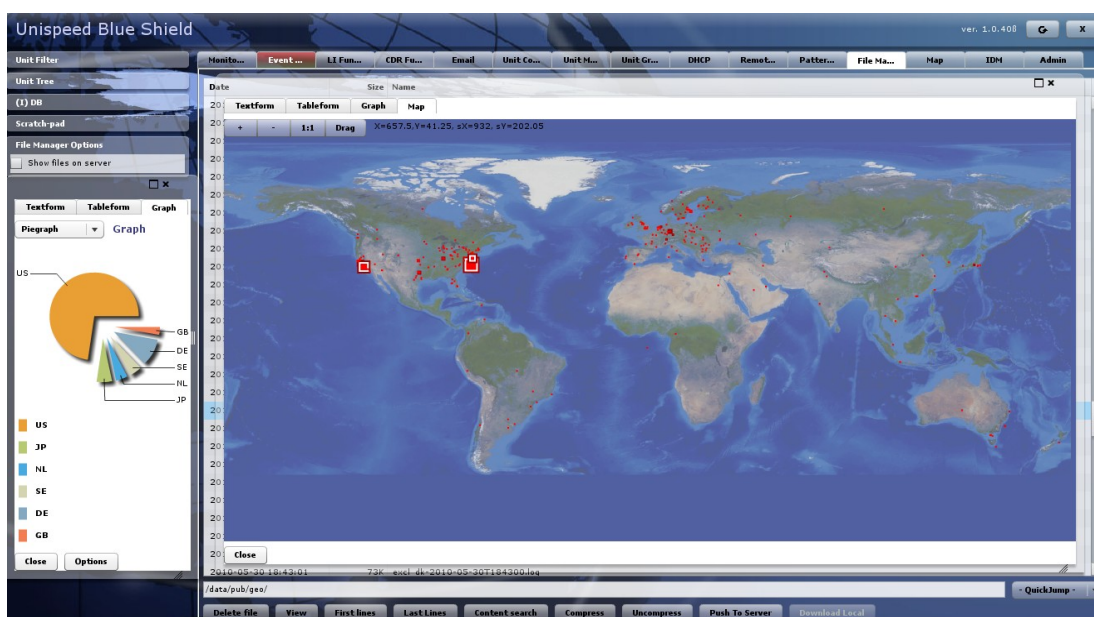 Unispeed Blue Shield
ver. 1.0.408
X
Unit Filter
Unit Tree
(I) DB
Scratch-pad
File Manager Options
Show files on server
Monito... Event ... LI Fun... CDR Fu... Email Unit Co... Unit M... Unit Gr... DHCP Remot... Patter... File Ma... Map IDM Admin
Date Size Name
Textform Tableform Graph Map
+ - 1:1 Drag X=657.5,Y=41.25, sX=932, sY=202.05
Textform Tableform Graph
Piegraph Graph
US
GB
DE
SE
NL
JP
US
JP
NL
SE
DE
GB
Close Options
Close
2010-05-30 18:43:01 73K excl_dk-2010-05-30T184300.log
/data/pub/geo/ - QuickJump -
Delete file View First lines Last Lines Content search Compress Uncompress Push To Server Download Local